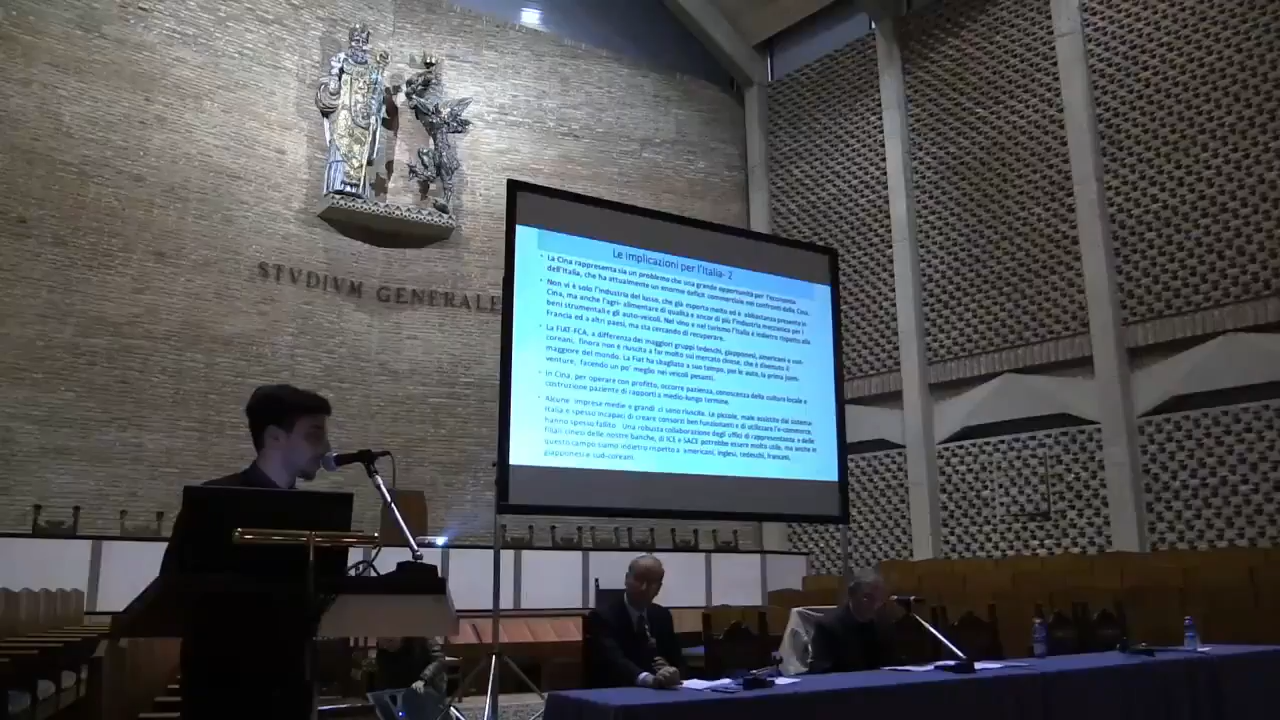 STVDIVM GENERALE
Le implicazioni per l'Italia- 2
• La Cina rappresenta sia un problema che una grande opportunità per l'economia
dell'Italia, che ha attualmente un enorme deficit commerciale nei confronti della Cina.
• Non vi è solo l'industria del lusso, che già esporta molto ed è abbastanza presente in
Cina, ma anche l'agri- alimentare di qualità e ancor di più l'industria meccanica per i
beni strumentali e gli auto-veicoli. Nel vino e nel turismo l'Italia è indietro rispetto alla
Francia ed a altri paesi, ma sta cercando di recuperare.
• La FIAT-FCA, a differenza dei maggiori gruppi tedeschi, giapponesi, americani e sud-
coreani, finora non è riuscita a far molto sul mercato cinese, che è divenuto il
maggiore del mondo. La Fiat ha sbagliato a suo tempo, per le auto, la prima joint-
venture, facendo un po' meglio nei veicoli pesanti.
• In Cina, per operare con profitto, occorre pazienza, conoscenza della cultura locale e
costruzione paziente di rapporti a medio-lungo termine.
• Alcune imprese medie e grandi ci sono riuscite. Le piccole, male assistite dal sistema
Italia e spesso incapaci di creare consorzi ben funzionanti e di utilizzare l'e-commerce,
hanno spesso fallito. Una robusta collaborazione degli uffici di rappresentanza e delle
filiali cinesi delle nostre banche, di ICE e SACE potrebbe essere molto utile, ma anche in
questo campo siamo indietro rispetto a americani, inglesi, tedeschi, francesi,
giapponesi e sud-coreani.